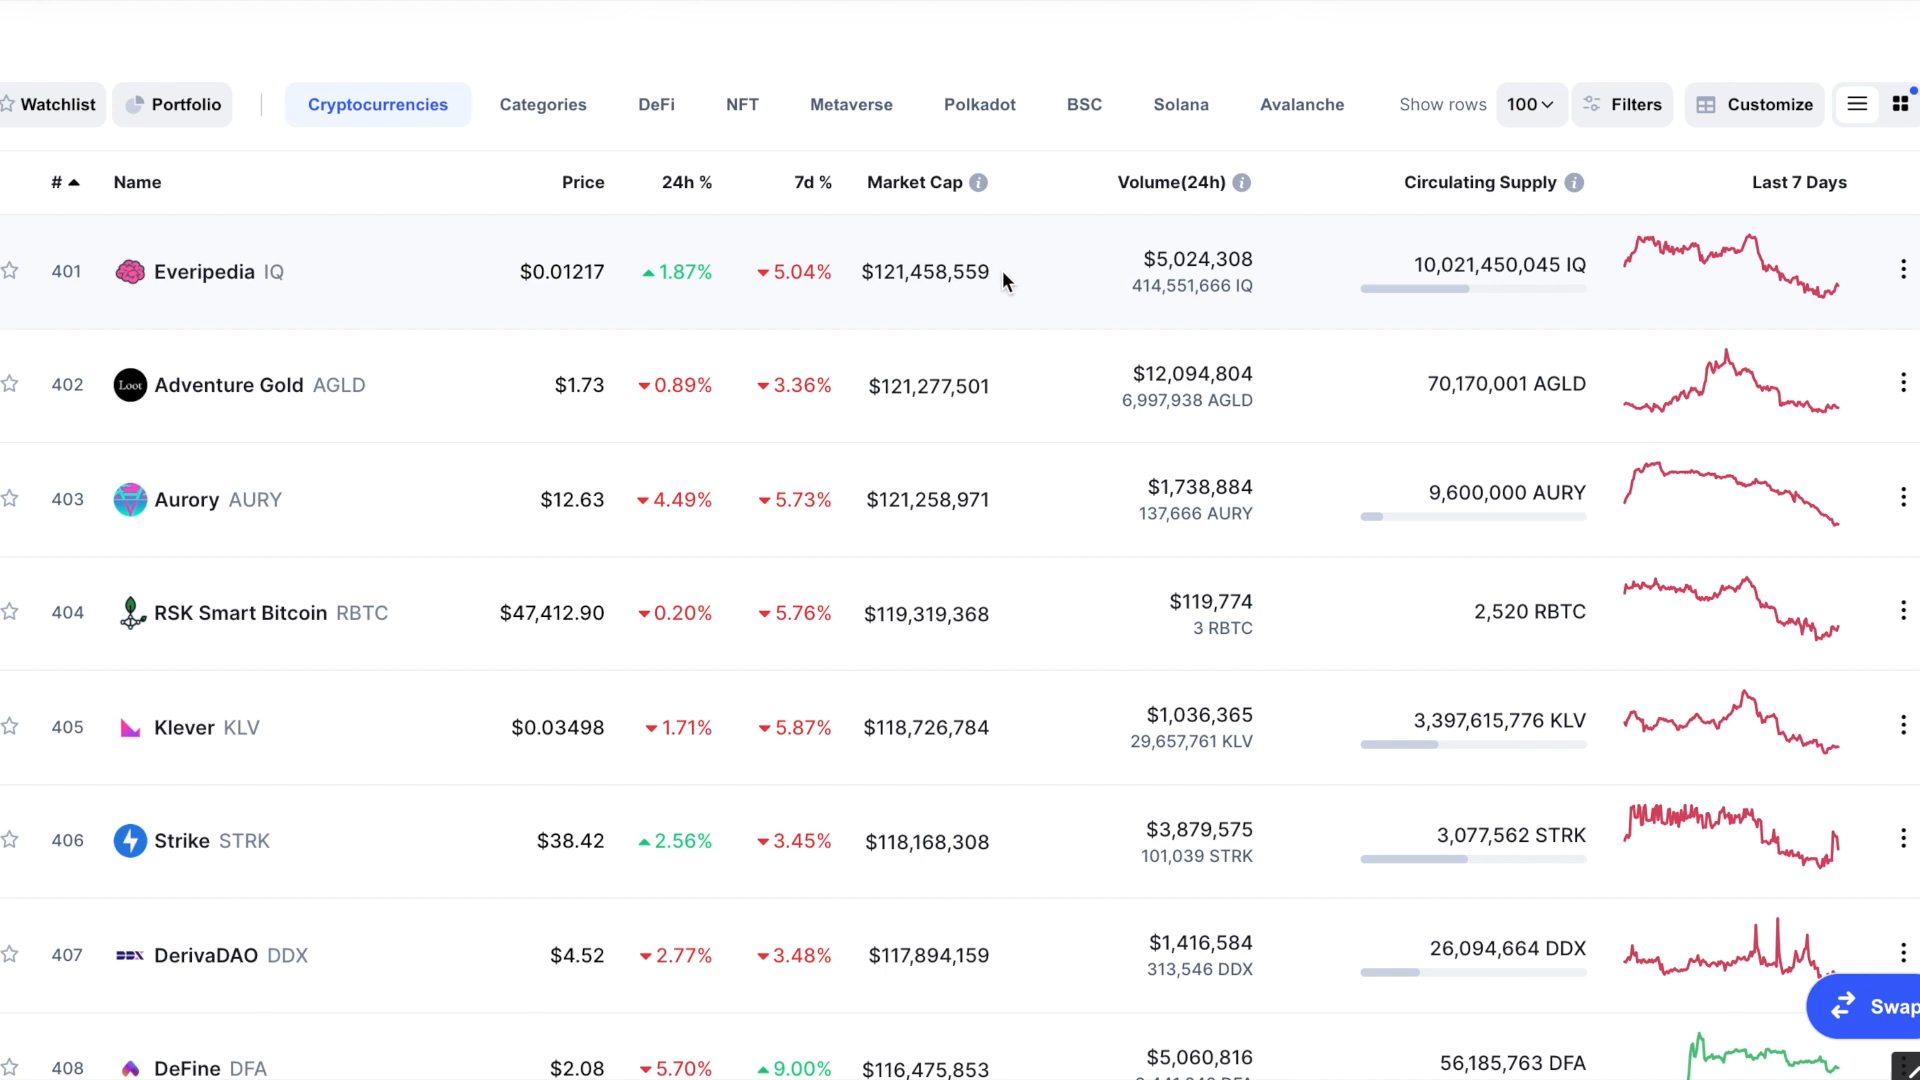 Watchlist Portfolio Cryptocurrencies Categories DeFi NFT Metaverse Polkadot BSC Solana Avalanche Show rows 100 Filters Customize
# Name Price 24h % 7d % Market Cap Volume(24h) Circulating Supply Last 7 Days
401 Everipedia IQ $0.01217 1.87% 5.04% $121,458,559 $5,024,308 10,021,450,045 IQ
414,551,666 IQ
402 Loot Adventure Gold AGLD $1.73 0.89% 3.36% $121,277,501 $12,094,804 70,170,001 AGLD
6,997,938 AGLD
403 Aurory AURY $12.63 4.49% 5.73% $121,258,971 $1,738,884 9,600,000 AURY
137,666 AURY
404 RSK Smart Bitcoin RBTC $47,412.90 0.20% 5.76% $119,319,368 $119,774 2,520 RBTC
3 RBTC
405 Klever KLV $0.03498 1.71% 5.87% $118,726,784 $1,036,365 3,397,615,776 KLV
29,657,761 KLV
406 Strike STRK $38.42 2.56% 3.45% $118,168,308 $3,879,575 3,077,562 STRK
101,039 STRK
407 DDX DerivaDAO DDX $4.52 2.77% 3.48% $117,894,159 $1,416,584 26,094,664 DDX
313,546 DDX
Swap
408 DeFine DFA $2.08 5.70% 9.00% $116,475,853 $5,060,816 56,185,763 DFA